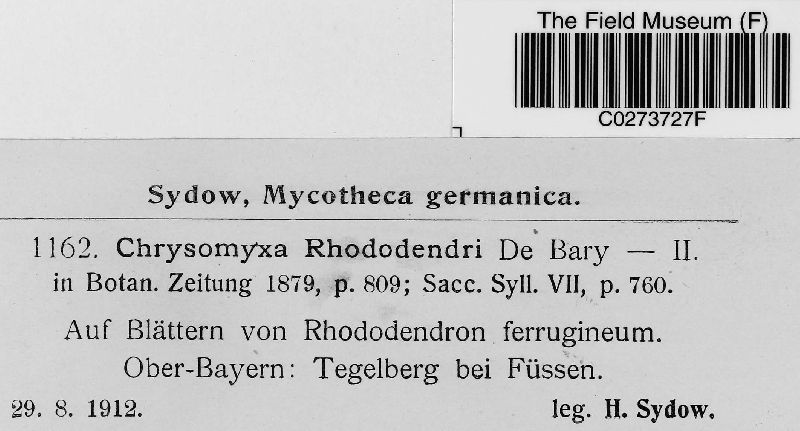 The Field Museum (F)
C0273727F
Sydow, Mycotheca germanica.
1162. Chrysomyxa Rhododendri De Bary — II.
in Botan. Zeitung 1879, p. 809; Sacc. Syll. VII, p. 760.
Auf Blättern von Rhododendron ferrugineum.
Ober-Bayern: Tegelberg bei Füssen.
29. 8. 1912. leg. H. Sydow.